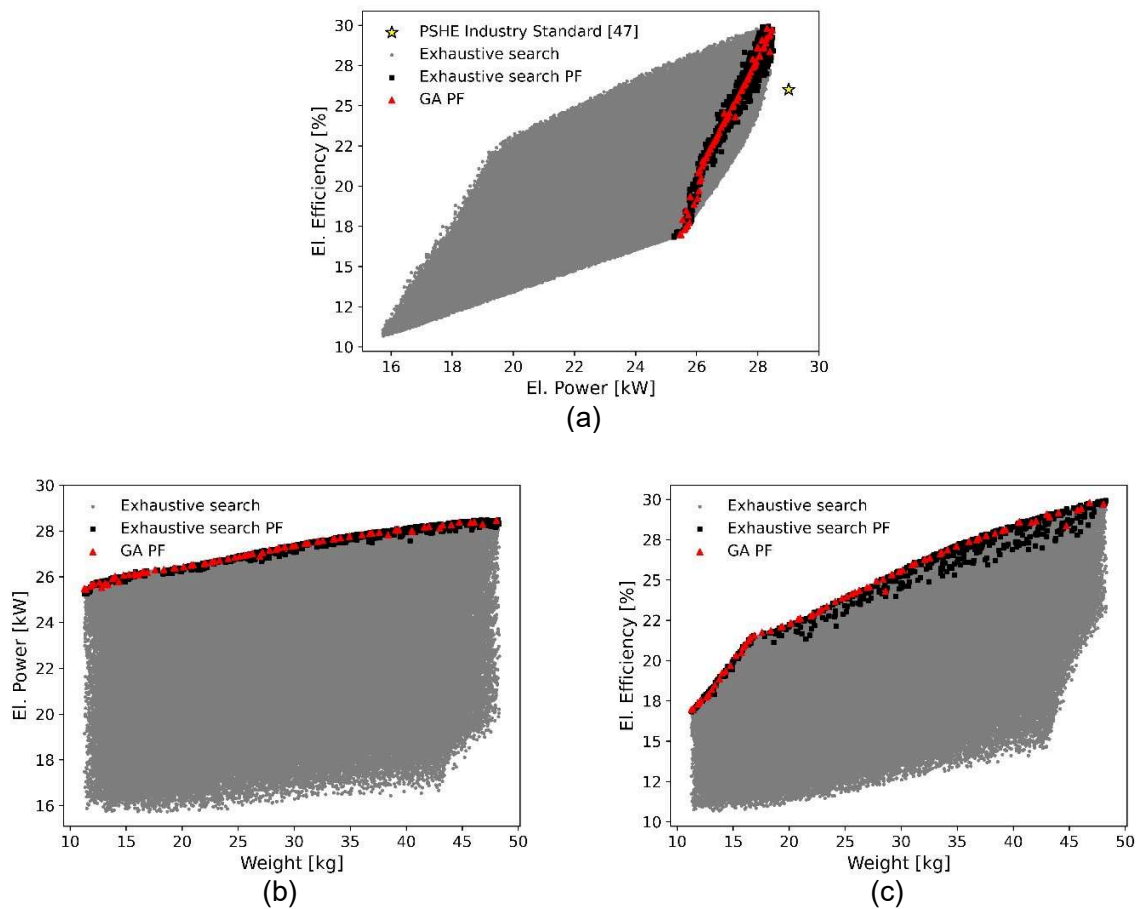 PSHE Industry Standard [47]
Exhaustive search
Exhaustive search PF
GA PF
El. Efficiency [%]
30
28
25
22
20
18
15
12
10
16 18 20 22 24 26 28 30
El. Power [kW]
(a)
Exhaustive search
Exhaustive search PF
GA PF
El. Power [kW]
30
28
26
24
22
20
18
16
10 15 20 25 30 35 40 45 50
Weight [kg]
(b)
Exhaustive search
Exhaustive search PF
GA PF
El. Efficiency [%]
30
28
25
22
20
18
15
12
10
10 15 20 25 30 35 40 45 50
Weight [kg]
(c)